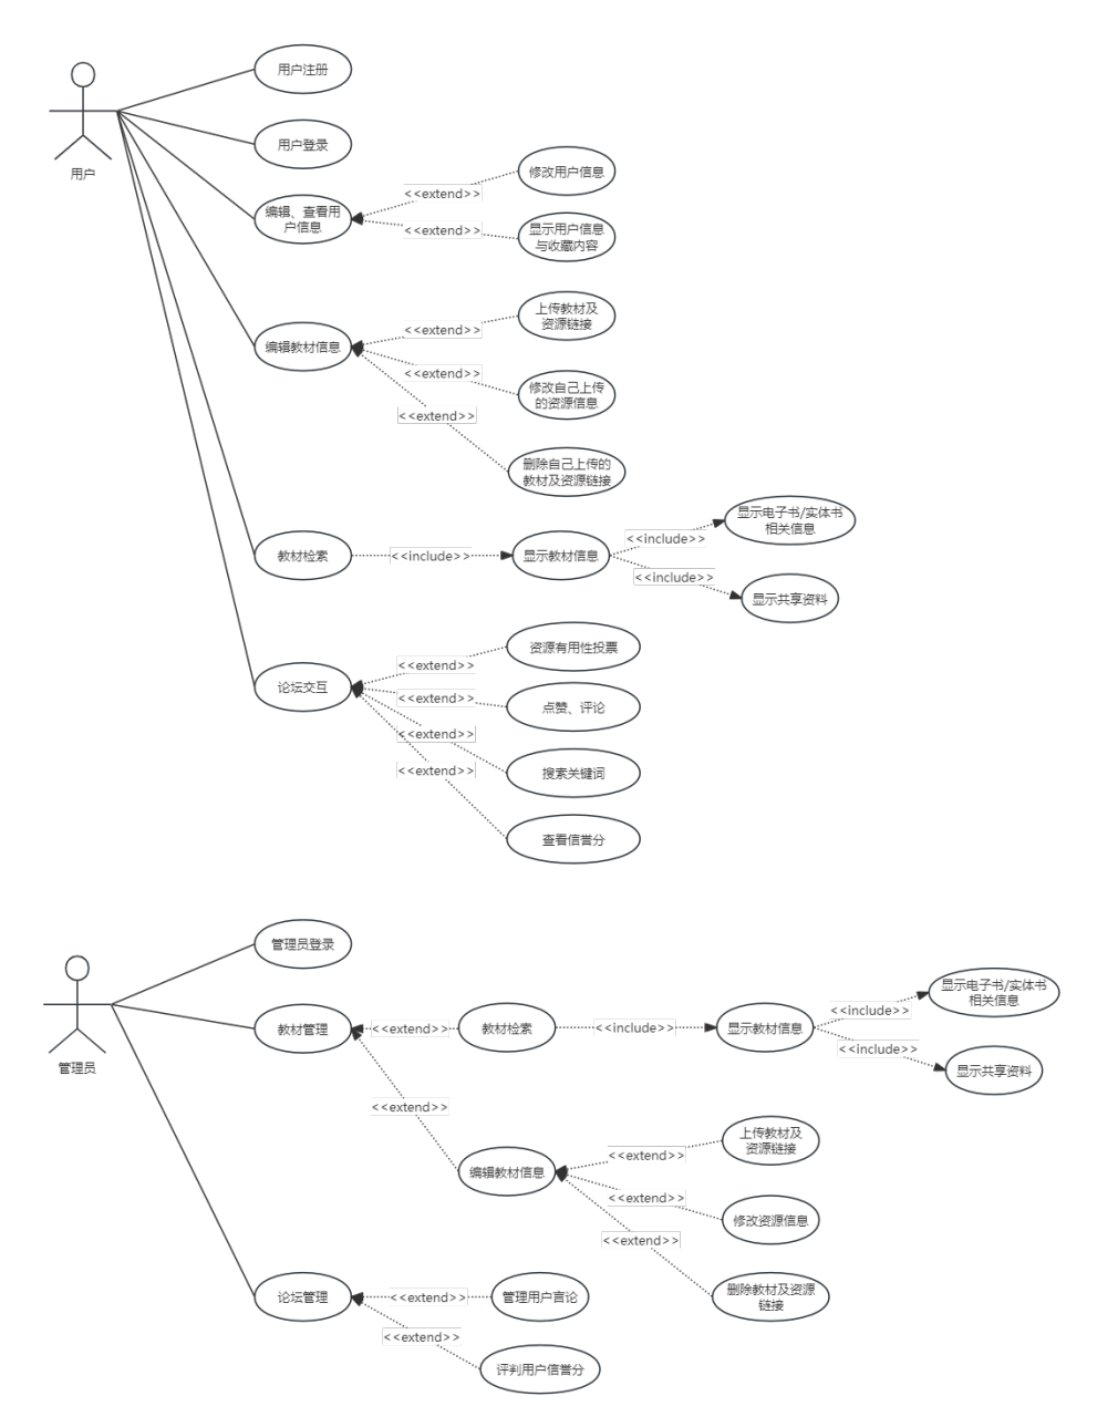 用户注册
用户登录
用户
修改用户信息
<<extend>>
编辑、查看用
户信息
<<extend>>
显示用户信息
与收藏内容
上传教材及
资源链接
<<extend>>
编辑教材信息
<<extend>>
修改自己上传
的资源信息
<<extend>>
删除自己上传的
教材及资源链接
显示电子书/实体书
相关信息
<<include>>
教材检索
<<include>>
显示教材信息
<<include>>
显示共享资料
资源有用性投票
<<extend>>
论坛交互
<<extend>>
点赞、评论
<<extend>>
搜索关键词
<<extend>>
查看信誉分
管理员登录
显示电子书/实体书
相关信息
<<include>>
教材管理
<<extend>>
教材检索
<<include>>
显示教材信息
<<include>>
显示共享资料
管理员
<<extend>>
上传教材及
资源链接
<<extend>>
编辑教材信息
<<extend>>
修改资源信息
<<extend>>
删除教材及资源
链接
论坛管理
<<extend>>
管理用户言论
<<extend>>
评判用户信誉分